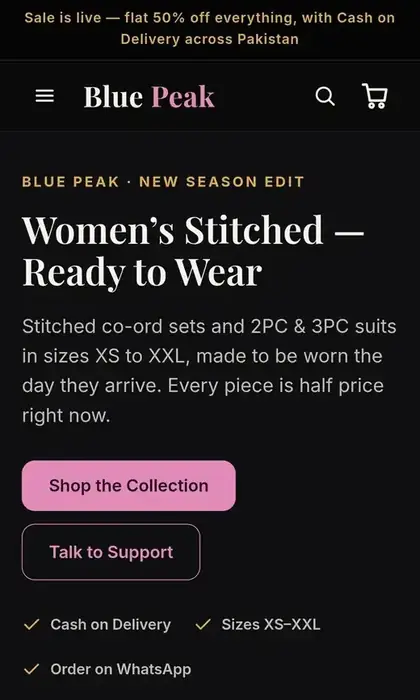 Sale is live — flat 50% off everything, with Cash on
Delivery across Pakistan
Blue Peak
BLUE PEAK · NEW SEASON EDIT
Women’s Stitched —
Ready to Wear
Stitched co-ord sets and 2PC & 3PC suits
in sizes XS to XXL, made to be worn the
day they arrive. Every piece is half price
right now.
Shop the Collection
Talk to Support
Cash on Delivery
Sizes XS–XXL
Order on WhatsApp